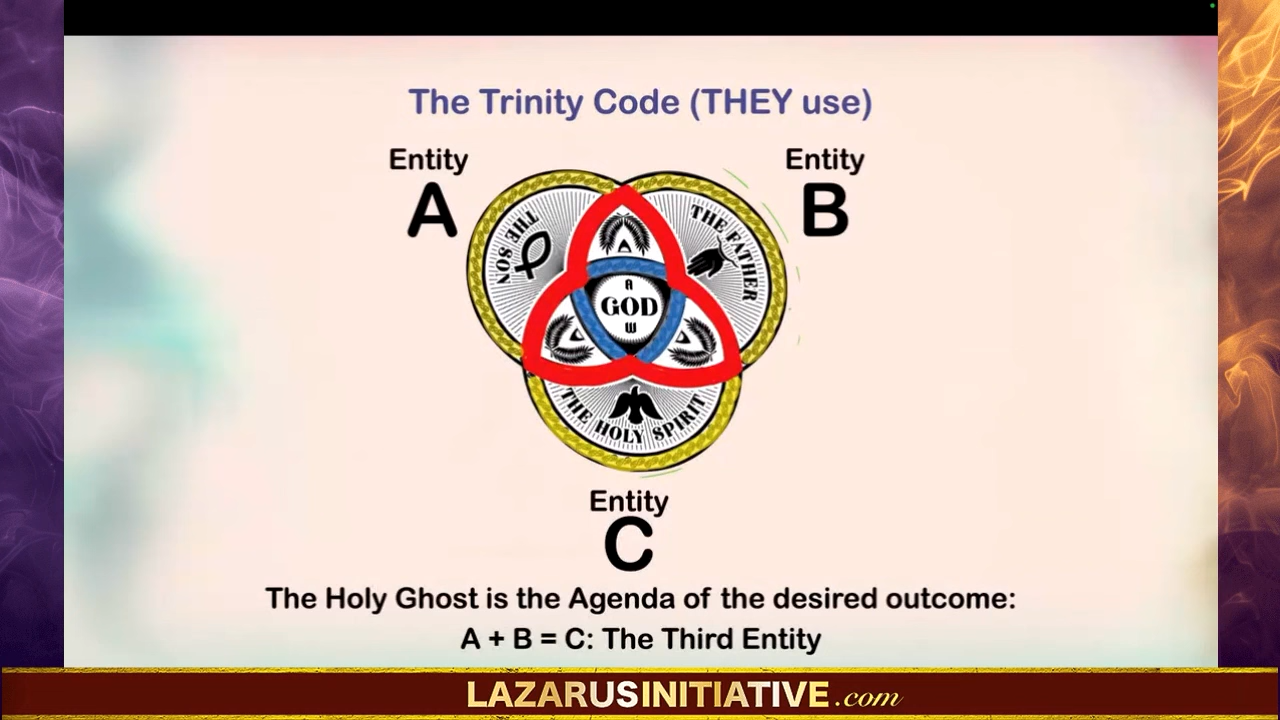 The Trinity Code (THEY use)
Entity
A
Entity
B
THE SON
THE FATHER
A
GOD
W
THE HOLY SPIRIT
Entity
C
The Holy Ghost is the Agenda of the desired outcome:
A + B = C: The Third Entity
LAZARUSINITIATIVE.com